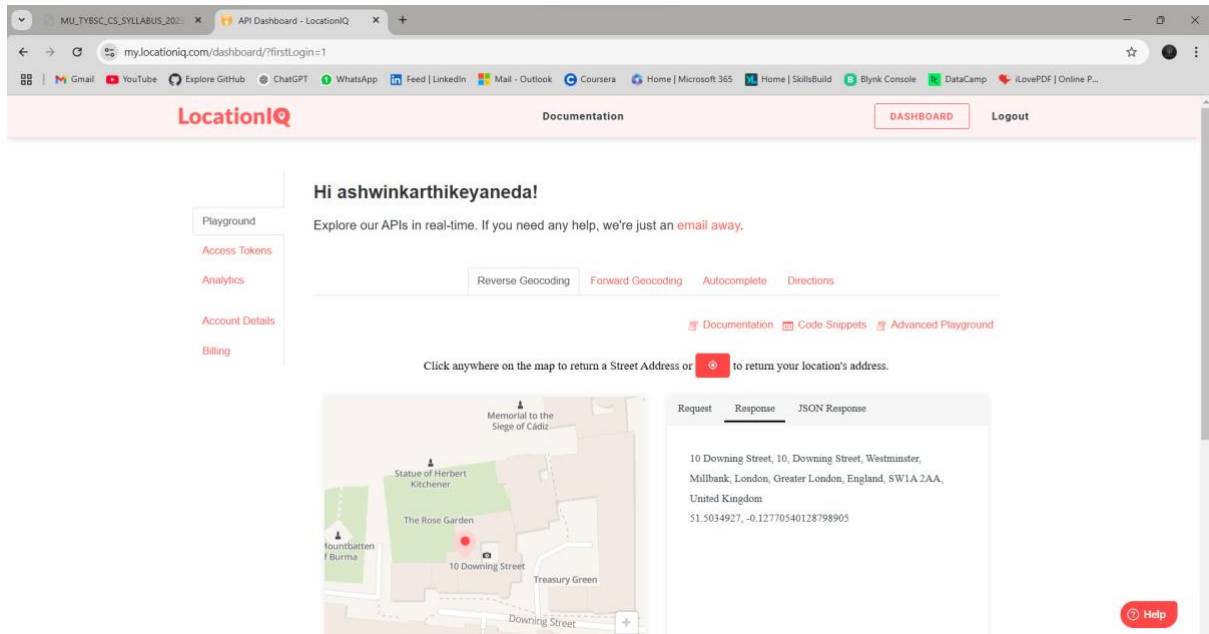 MU_TYBSC_CS_SYLLABUS_202
API Dashboard - LocationIQ
my.locationiq.com/dashboard/?firstLogin=1
Gmail YouTube Explore GitHub ChatGPT WhatsApp Feed | LinkedIn Mail - Outlook Coursera Home | Microsoft 365 Home | SkillsBuild Blynk Console DataCamp iLovePDF | Online P...
LocationIQ Documentation DASHBOARD Logout
Hi ashwinkarthikeyaneda!
Playground
Explore our APIs in real-time. If you need any help, we're just an email away.
Access Tokens
Analytics
Reverse Geocoding Forward Geocoding Autocomplete Directions
Account Details
Documentation Code Snippets Advanced Playground
Billing
Click anywhere on the map to return a Street Address or to return your location's address.
Memorial to the
Siege of Cádiz
Statue of Herbert
Kitchener
The Rose Garden
Mountbatten
f Burma
10 Downing Street
Treasury Green
Downing Street
+
Request Response JSON Response
10 Downing Street, 10, Downing Street, Westminster,
Millbank, London, Greater London, England, SW1A 2AA,
United Kingdom
51.5034927, -0.12770540128798905
Help